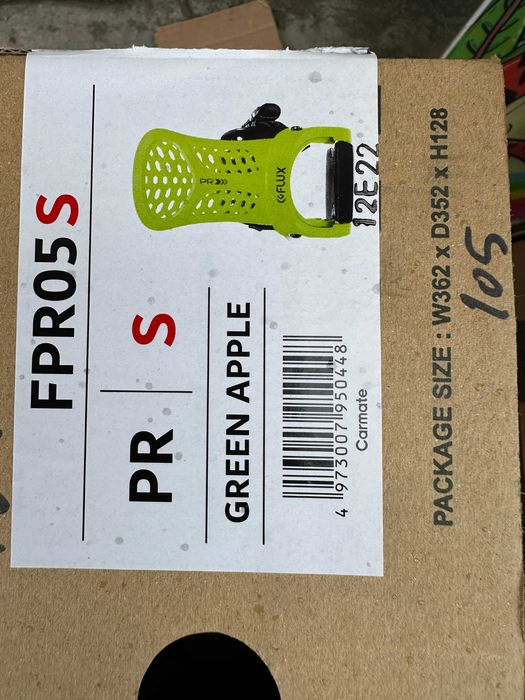 FPR05S
PR S
GREEN APPLE
PR
FLUX
12E22
4 973007 950448
Carmate
PACKAGE SIZE : W362 x D352 x H128
105